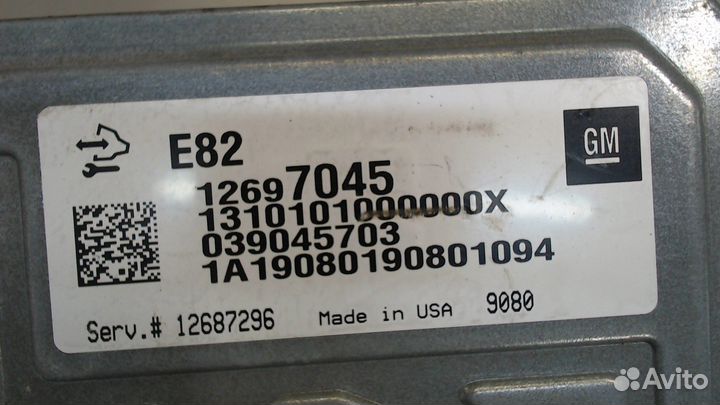 E82
GM
12697045
1310101000000X
039045703
1A19080190801094
Serv.# 12687296 Made in USA 9080
Avito